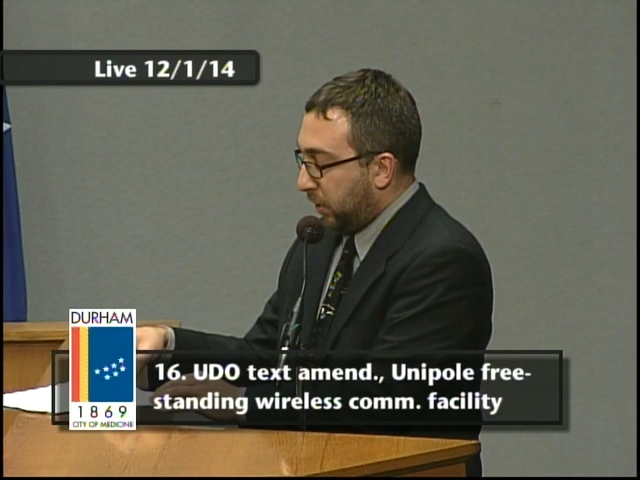 Live 12/1/14
DURHAM
1869
CITY OF MEDICINE
16. UDO text amend., Unipole free-
standing wireless comm. facility